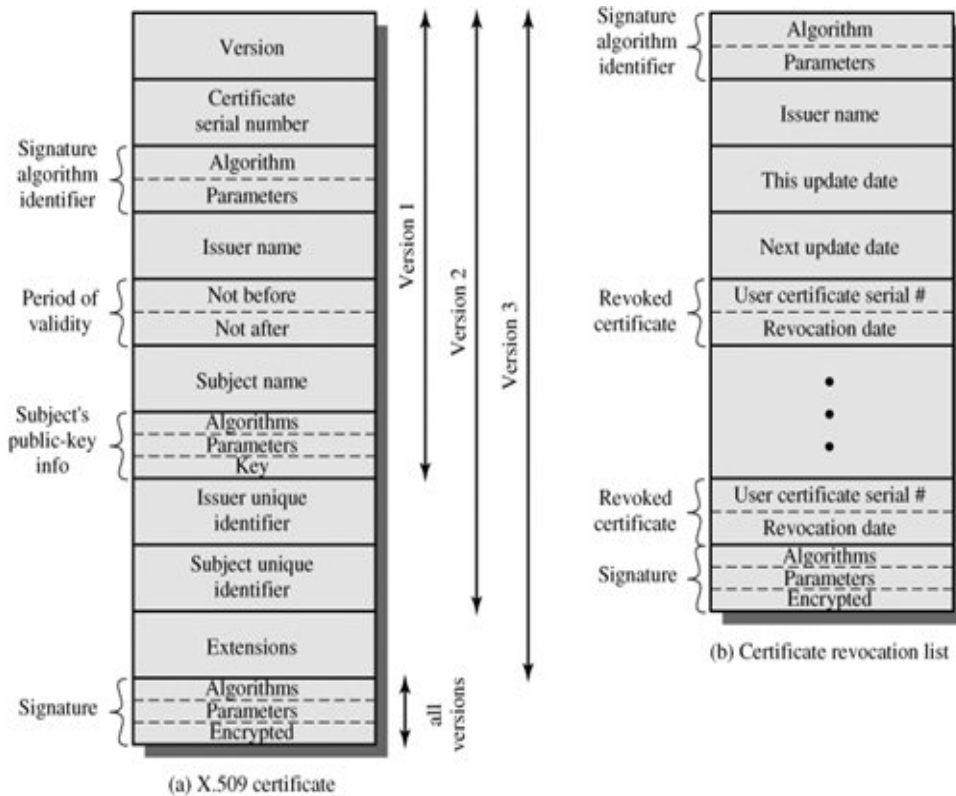 Version
Certificate
serial number
Signature
algorithm
identifier
Algorithm
Parameters
Issuer name
Period of
validity
Not before
Not after
Subject name
Subject's
public-key
info
Algorithms
Parameters
Key
Issuer unique
identifier
Subject unique
identifier
Extensions
Signature
Algorithms
Parameters
Encrypted
Version 1
Version 2
Version 3
all
versions
(a) X.509 certificate
Signature
algorithm
identifier
Algorithm
Parameters
Issuer name
This update date
Next update date
Revoked
certificate
User certificate serial #
Revocation date
Revoked
certificate
User certificate serial #
Revocation date
Signature
Algorithms
Parameters
Encrypted
(b) Certificate revocation list